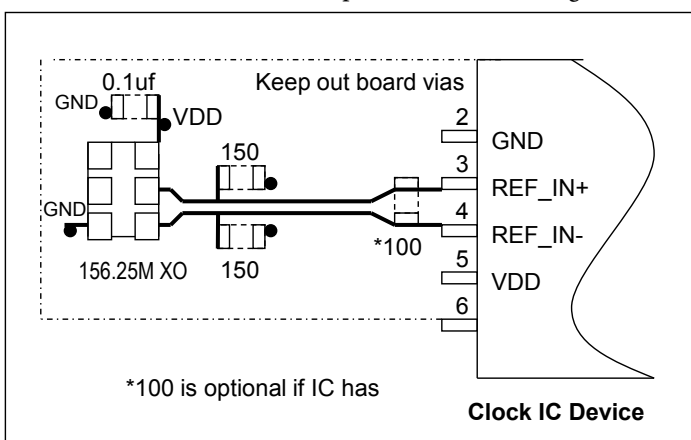 0.1uf
Keep out board vias
GND
VDD
2
GND
150
3
REF_IN+
GND
4
REF_IN-
*100
156.25M XO
150
5
VDD
6
*100 is optional if IC has
Clock IC Device